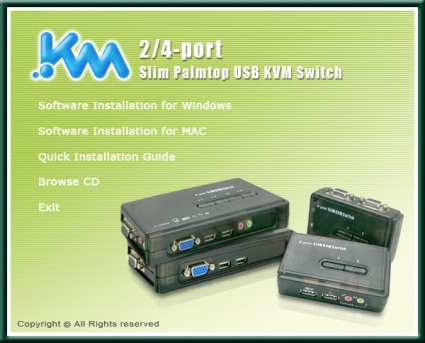 .KM
2/4-port
Slim Palmtop USB KVM Switch
Software Installation for Windows
Software Installation for MAC
Quick Installation Guide
Browse CD
Exit
Copyright © All Rights reserved